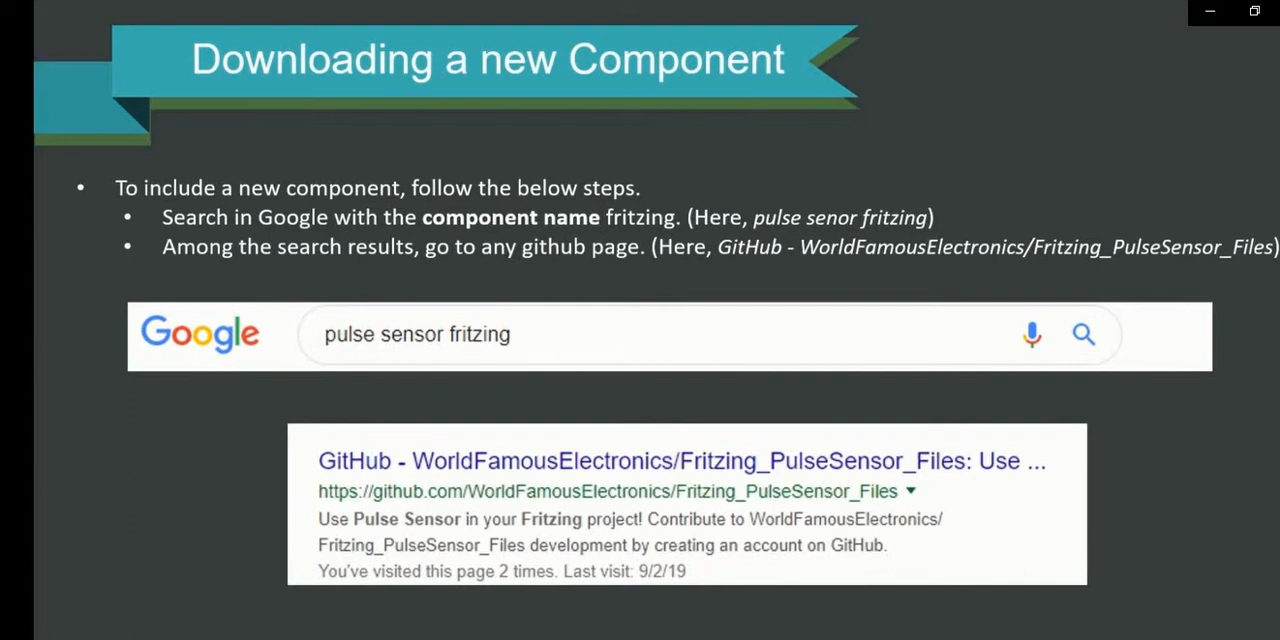 Downloading a new Component
• To include a new component, follow the below steps.
• Search in Google with the component name fritzing. (Here, pulse senor fritzing)
• Among the search results, go to any github page. (Here, GitHub - WorldFamousElectronics/Fritzing_PulseSensor_Files)
Google pulse sensor fritzing
GitHub - WorldFamousElectronics/Fritzing_PulseSensor_Files: Use ...
https://github.com/WorldFamousElectronics/Fritzing_PulseSensor_Files ▾
Use Pulse Sensor in your Fritzing project! Contribute to WorldFamousElectronics/
Fritzing_PulseSensor_Files development by creating an account on GitHub.
You've visited this page 2 times. Last visit: 9/2/19